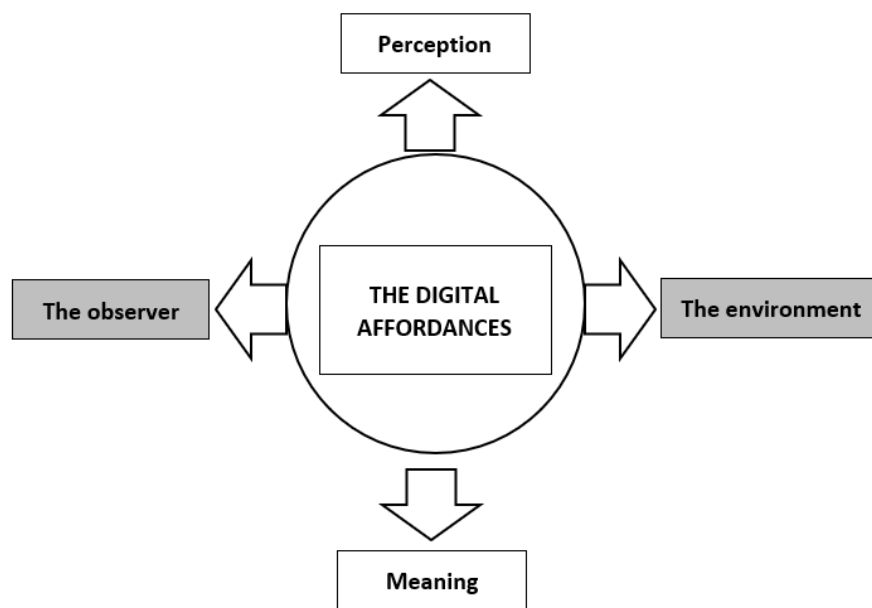 Perception
The observer
THE DIGITAL
AFFORDANCES
The environment
Meaning